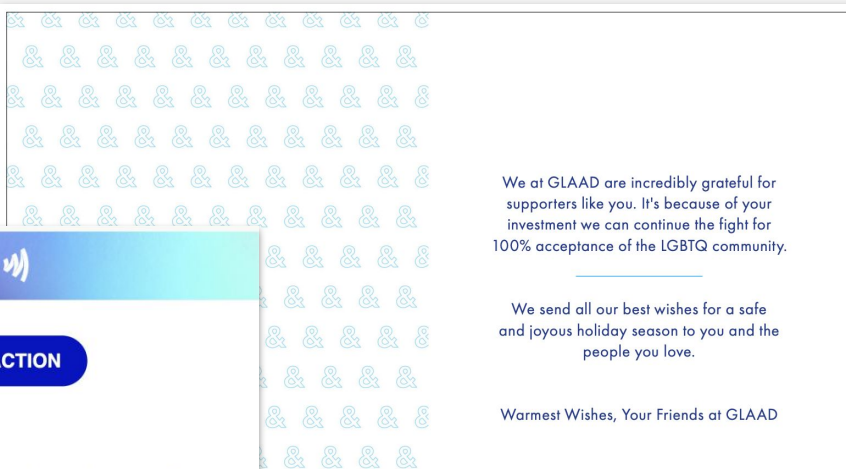 We at GLAAD are incredibly grateful for
supporters like you. It's because of your
investment we can continue the fight for
100% acceptance of the LGBTQ community.
We send all our best wishes for a safe
and joyous holiday season to you and the
people you love.
Warmest Wishes, Your Friends at GLAAD